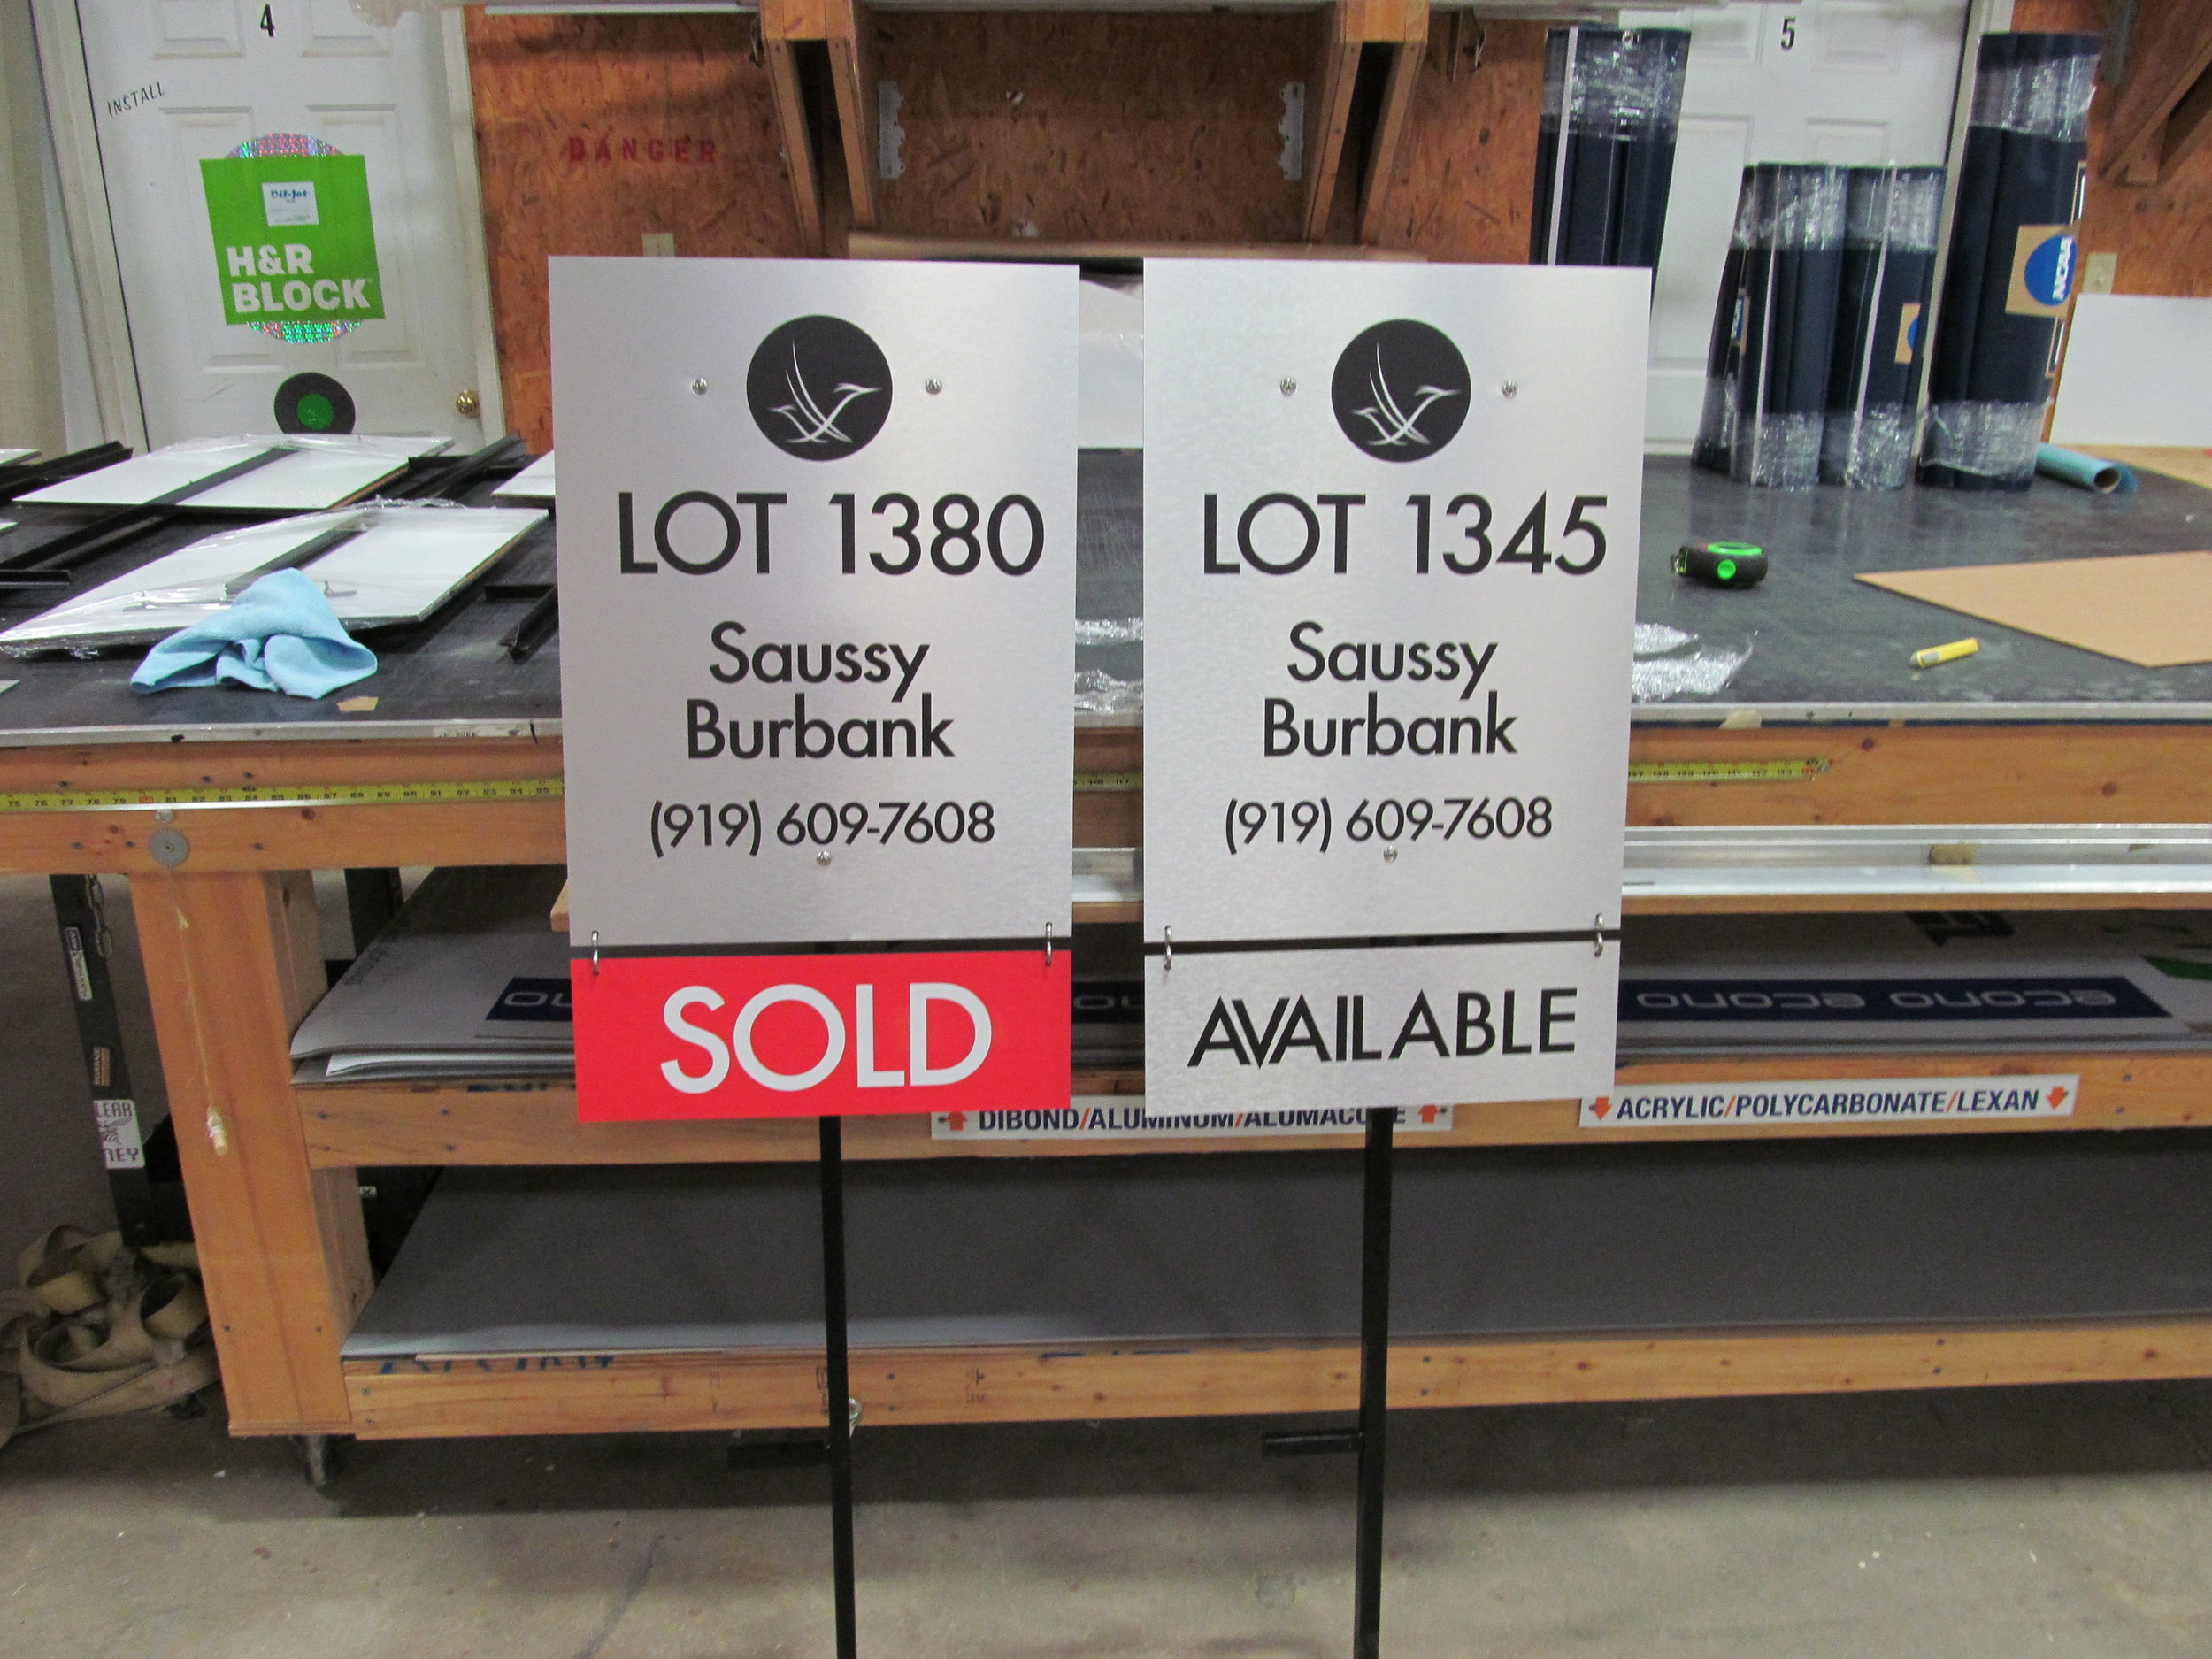 4
INSTALL
DANGER
5
H&R
BLOCK
NCAA
LOT 1380
Saussy
Burbank
(919) 609-7608
SOLD
LOT 1345
Saussy
Burbank
(919) 609-7608
AVAILABLE
econo econo
DIBOND/ALUMINUM/ALUMACORE
ACRYLIC/POLYCARBONATE/LEXAN